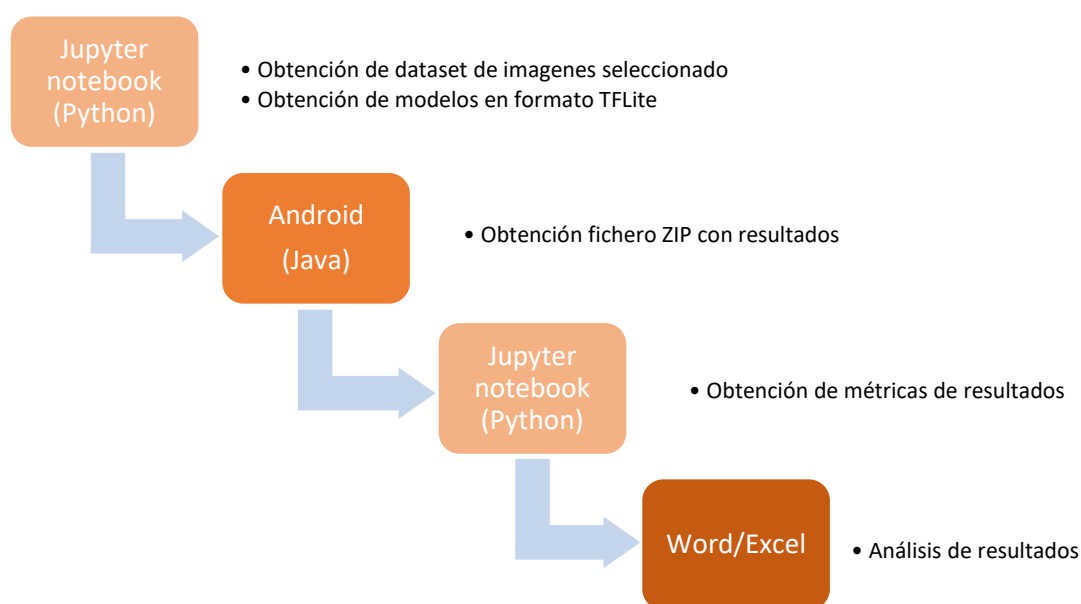 Jupyter
notebook
(Python)
• Obtención de dataset de imagenes seleccionado
• Obtención de modelos en formato TFLite
Android
(Java)
• Obtención fichero ZIP con resultados
Jupyter
notebook
(Python)
• Obtención de métricas de resultados
Word/Excel
• Análisis de resultados